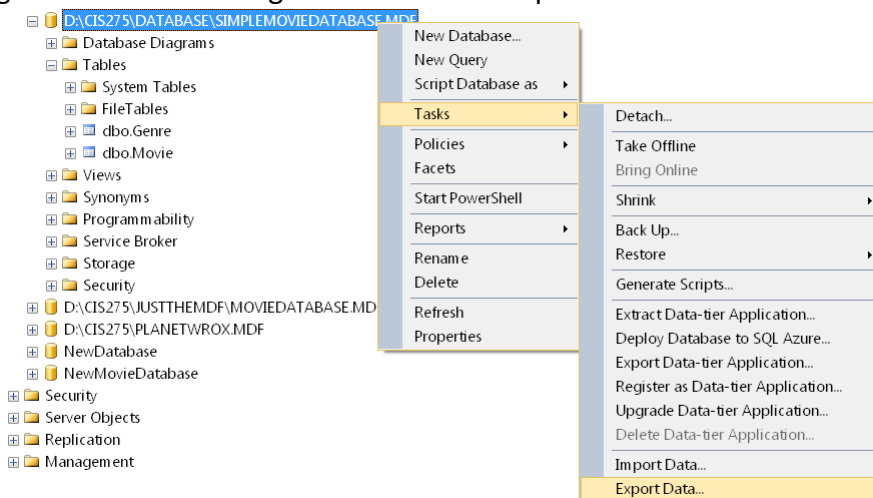 D:\CIS275\DATABASE\SIMPLEMOVIEDATABASE.MDF
Database Diagrams
Tables
System Tables
FileTables
dbo.Genre
dbo.Movie
Views
Synonyms
Programmability
Service Broker
Storage
Security
D:\CIS275\JUSTTHEMDF\MOVIEDATABASE.MD
D:\CIS275\PLANETWROX.MDF
NewDatabase
NewMovieDatabase
Security
Server Objects
Replication
Management
New Database...
New Query
Script Database as
Tasks
Policies
Facets
Start PowerShell
Reports
Rename
Delete
Refresh
Properties
Detach...
Take Offline
Bring Online
Shrink
Back Up...
Restore
Generate Scripts...
Extract Data-tier Application...
Deploy Database to SQL Azure...
Export Data-tier Application...
Register as Data-tier Application...
Upgrade Data-tier Application...
Delete Data-tier Application...
Import Data...
Export Data...